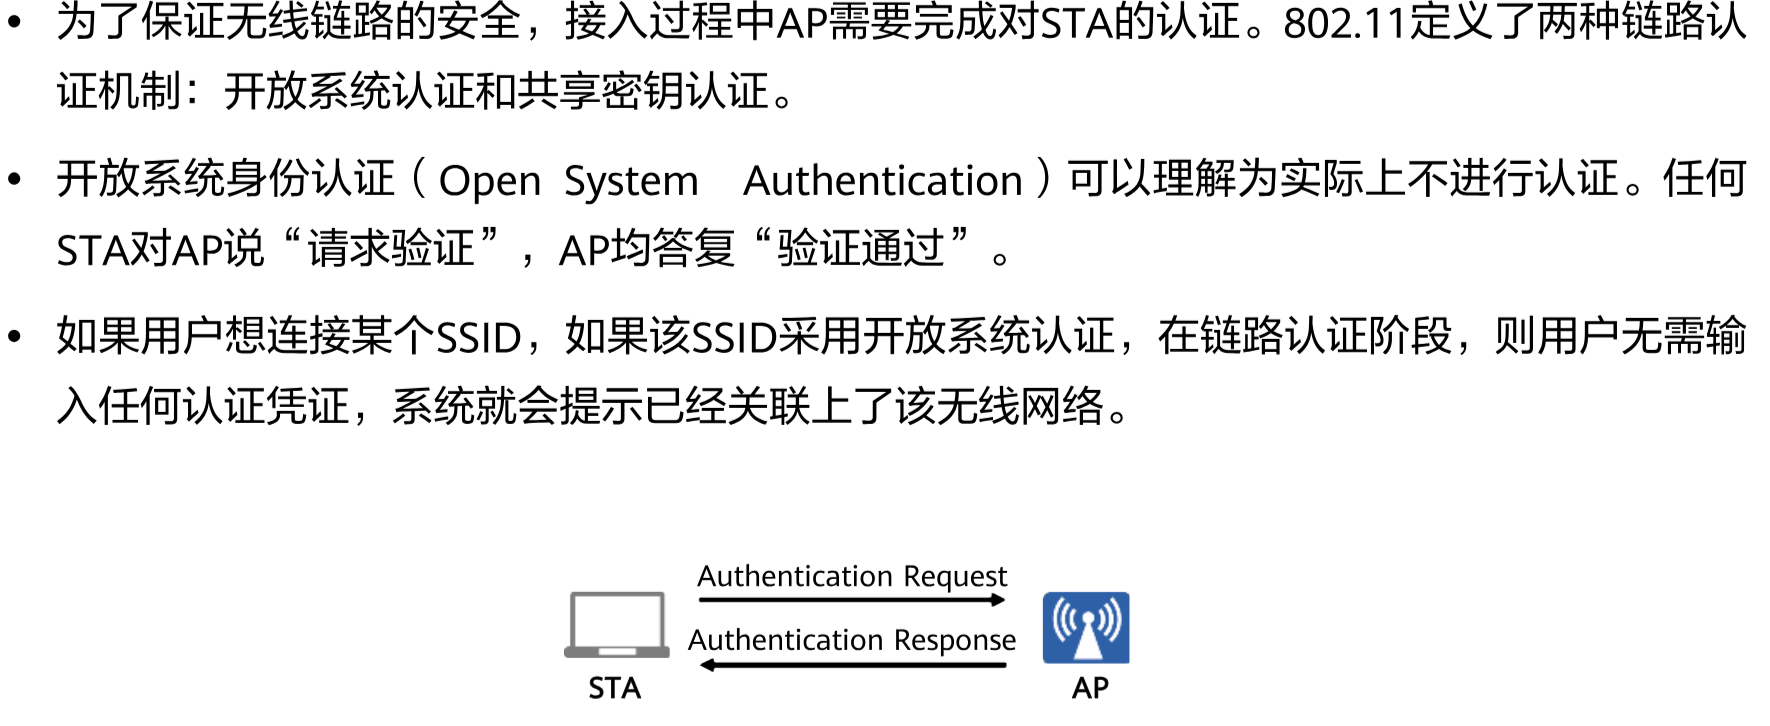 • 为了保证无线链路的安全，接入过程中AP需要完成对STA的认证。802.11定义了两种链路认
证机制：开放系统认证和共享密钥认证。
• 开放系统身份认证（Open System Authentication）可以理解为实际上不进行认证。任何
STA对AP说“请求验证”，AP均答复“验证通过”。
• 如果用户想连接某个SSID，如果该SSID采用开放系统认证，在链路认证阶段，则用户无需输
入任何认证凭证，系统就会提示已经关联上了该无线网络。
Authentication Request
Authentication Response
STA
AP